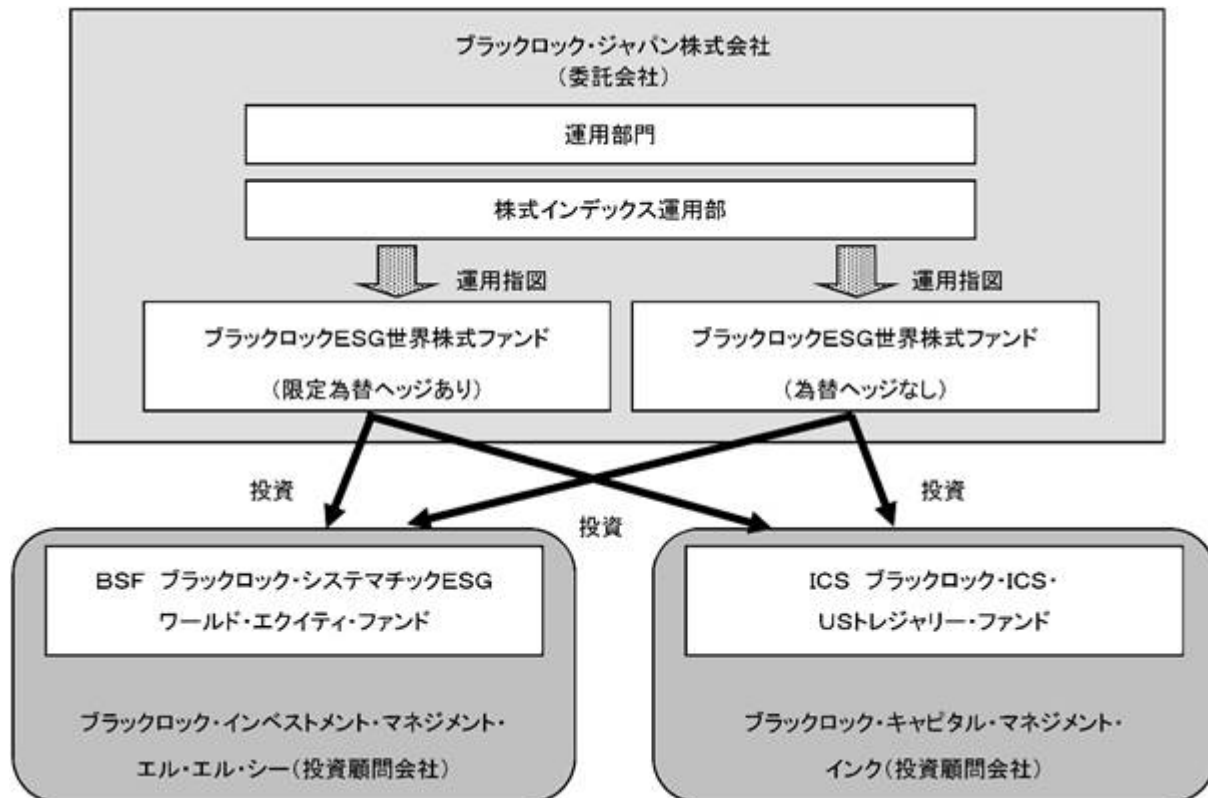 ブラックロック・ジャパン株式会社
（委託会社）
運用部門
株式インデックス運用部
運用指図
運用指図
ブラックロックESG世界株式ファンド
（限定為替ヘッジあり）
ブラックロックESG世界株式ファンド
（為替ヘッジなし）
投資
投資
投資
BSF ブラックロック・システマチックESG
ワールド・エクイティ・ファンド
ブラックロック・インベストメント・マネジメント・
エル・エル・シー（投資顧問会社）
ICS ブラックロック・ICS・
USトレジャリー・ファンド
ブラックロック・キャピタル・マネジメント・
インク（投資顧問会社）